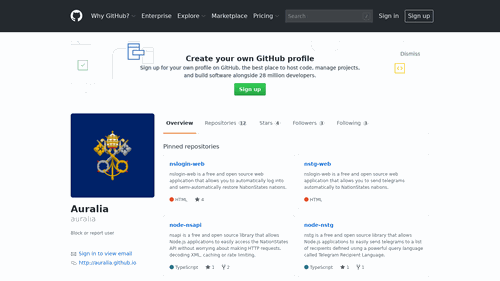 Why GitHub? Enterprise Explore Marketplace Pricing Search Sign in Sign up
Create your own GitHub profile
Dismiss
Sign up for your own profile on GitHub, the best place to host code, manage projects,
and build software alongside 28 million developers.
Sign up
Overview Repositories 12 Stars 4 Followers Following
Pinned repositories
nslogin-web
nslogin-web is a free and open source web
application that allows you to automatically log into
and semi-automatically restore NationStates nations.
HTML 4
nstg-web
nslogin-web is a free and open source web
application that allows you to send telegrams
automatically to NationStates nations.
HTML
Auralia
auralia
Block or report user
Sign in to view email
http://auralia.github.io
node-nsapi
nsapi is a free and open source library that allows
Node.js applications to easily access the NationStates
API without worrying about making HTTP requests,
decoding XML, caching or rate limiting.
TypeScript 1 2
node-nstg
nstg is a free and open source library that allows
Node.js applications to easily send telegrams to a list
of recipients defined using a powerful query language
called Telegram Recipient Language.
TypeScript 1 1